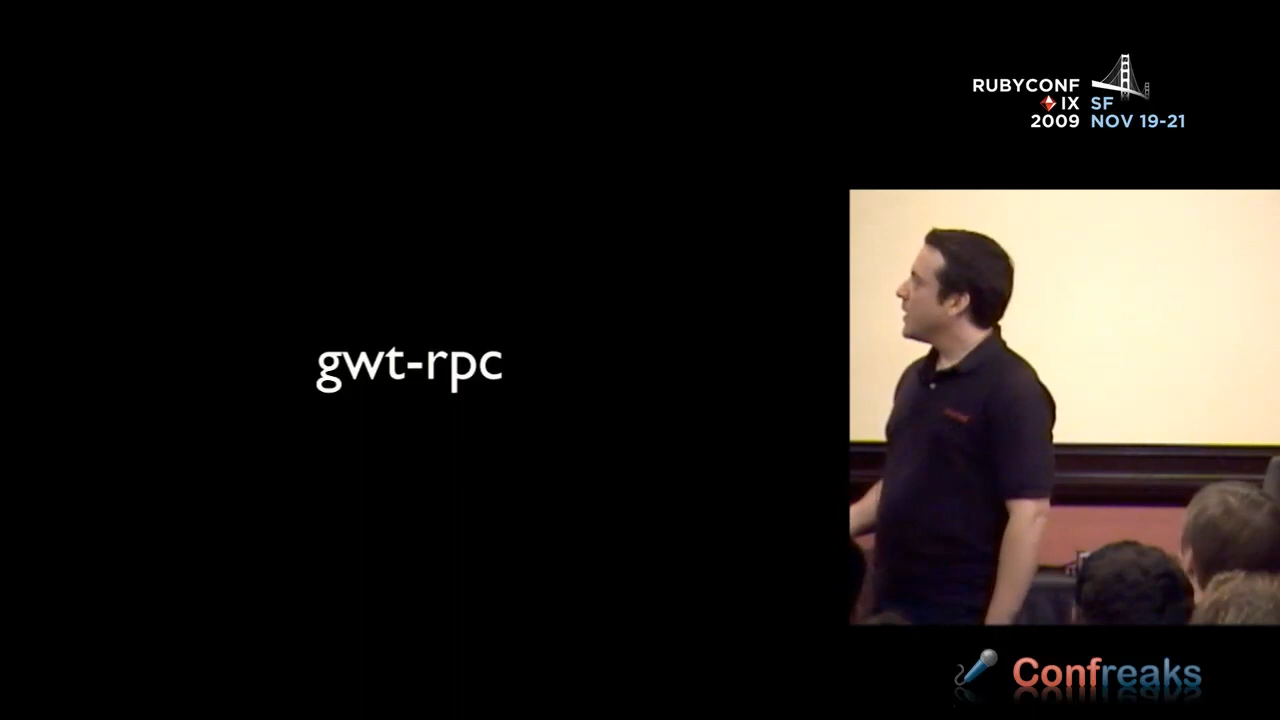 RUBYCONF
IX SF
2009 NOV 19-21
gwt-rpc
Confreaks